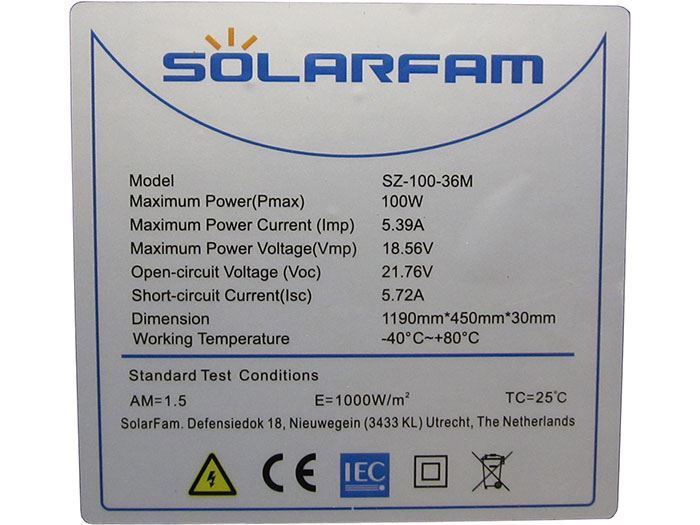 SOLARFAM
Model SZ-100-36M
Maximum Power(Pmax) 100W
Maximum Power Current (Imp) 5.39A
Maximum Power Voltage(Vmp) 18.56V
Open-circuit Voltage (Voc) 21.76V
Short-circuit Current(Isc) 5.72A
Dimension 1190mm*450mm*30mm
Working Temperature -40°C~+80°C
Standard Test Conditions
AM=1.5 E=1000W/m² TC=25°C
SolarFam. Defensiedok 18, Nieuwegein (3433 KL) Utrecht, The Netherlands
CE IEC